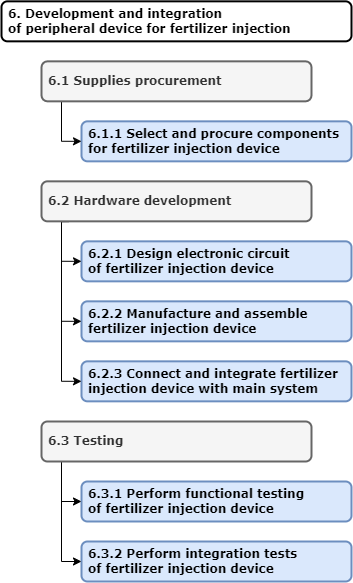 6. Development and integration
of peripheral device for fertilizer injection
6.1 Supplies procurement
6.1.1 Select and procure components
for fertilizer injection device
6.2 Hardware development
6.2.1 Design electronic circuit
of fertilizer injection device
6.2.2 Manufacture and assemble
fertilizer injection device
6.2.3 Connect and integrate fertilizer
injection device with main system
6.3 Testing
6.3.1 Perform functional testing
of fertilizer injection device
6.3.2 Perform integration tests
of fertilizer injection device